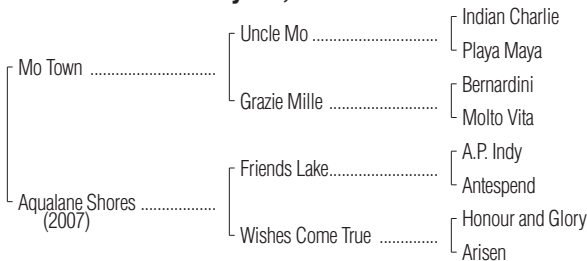 Indian Charlie
Uncle Mo ..............................
Playa Maya
Mo Town ..............................
Bernardini
Grazie Mille ..........................
Molto Vita
A.P. Indy
Friends Lake..........................
Antespend
Aqualane Shores ..................
(2007)
Honour and Glory
Wishes Come True ..............
Arisen